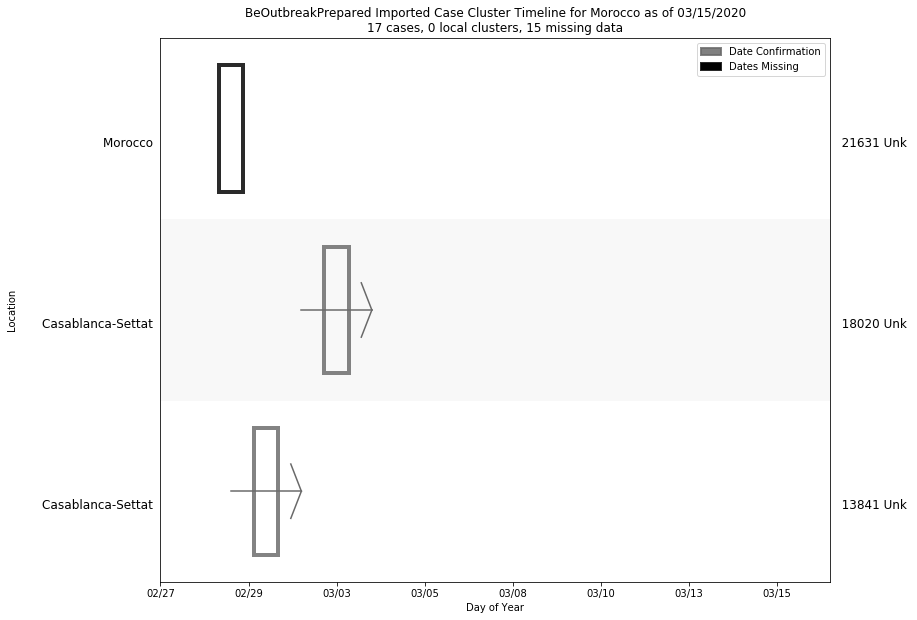 BeOutbreakPrepared Imported Case Cluster Timeline for Morocco as of 03/15/2020
17 cases, 0 local clusters, 15 missing data
Date Confirmation
Dates Missing
Morocco
21631 Unk
Casablanca-Settat
18020 Unk
Casablanca-Settat
13841 Unk
Location
02/27
02/29
03/03
03/05
03/08
03/10
03/13
03/15
Day of Year